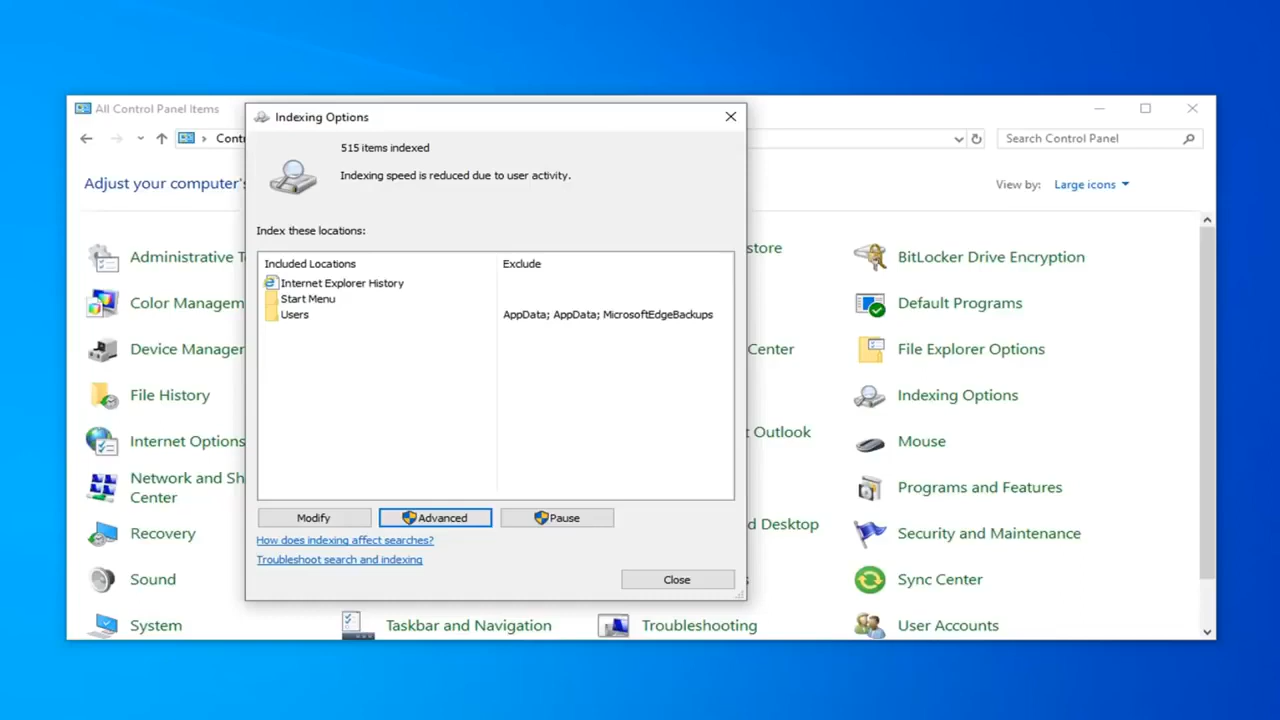 All Control Panel Items
Search Control Panel
Adjust your computer's
View by: Large icons
Indexing Options
515 items indexed
Indexing speed is reduced due to user activity.
Index these locations:
Included Locations
Exclude
Internet Explorer History
Start Menu
Users
AppData; AppData; MicrosoftEdgeBackups
Modify
Advanced
Pause
How does indexing affect searches?
Troubleshoot search and indexing
Close
Administrative
BitLocker Drive Encryption
Default Programs
Device Manager
Center
File Explorer Options
File History
Indexing Options
Internet Options
Outlook
Mouse
Network and Sh
Center
Programs and Features
Recovery
Security and Maintenance
Sound
Sync Center
System
Taskbar and Navigation
Troubleshooting
User Accounts